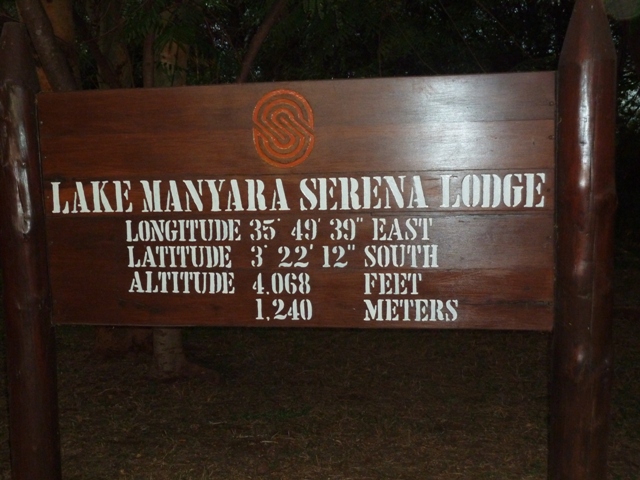 LAKE MANYARA SERENA LODGE
LONGITUDE 35' 49' 39" EAST
LATITUDE 3' 22' 12" SOUTH
ALTITUDE 4,068 FEET
1,240 METERS